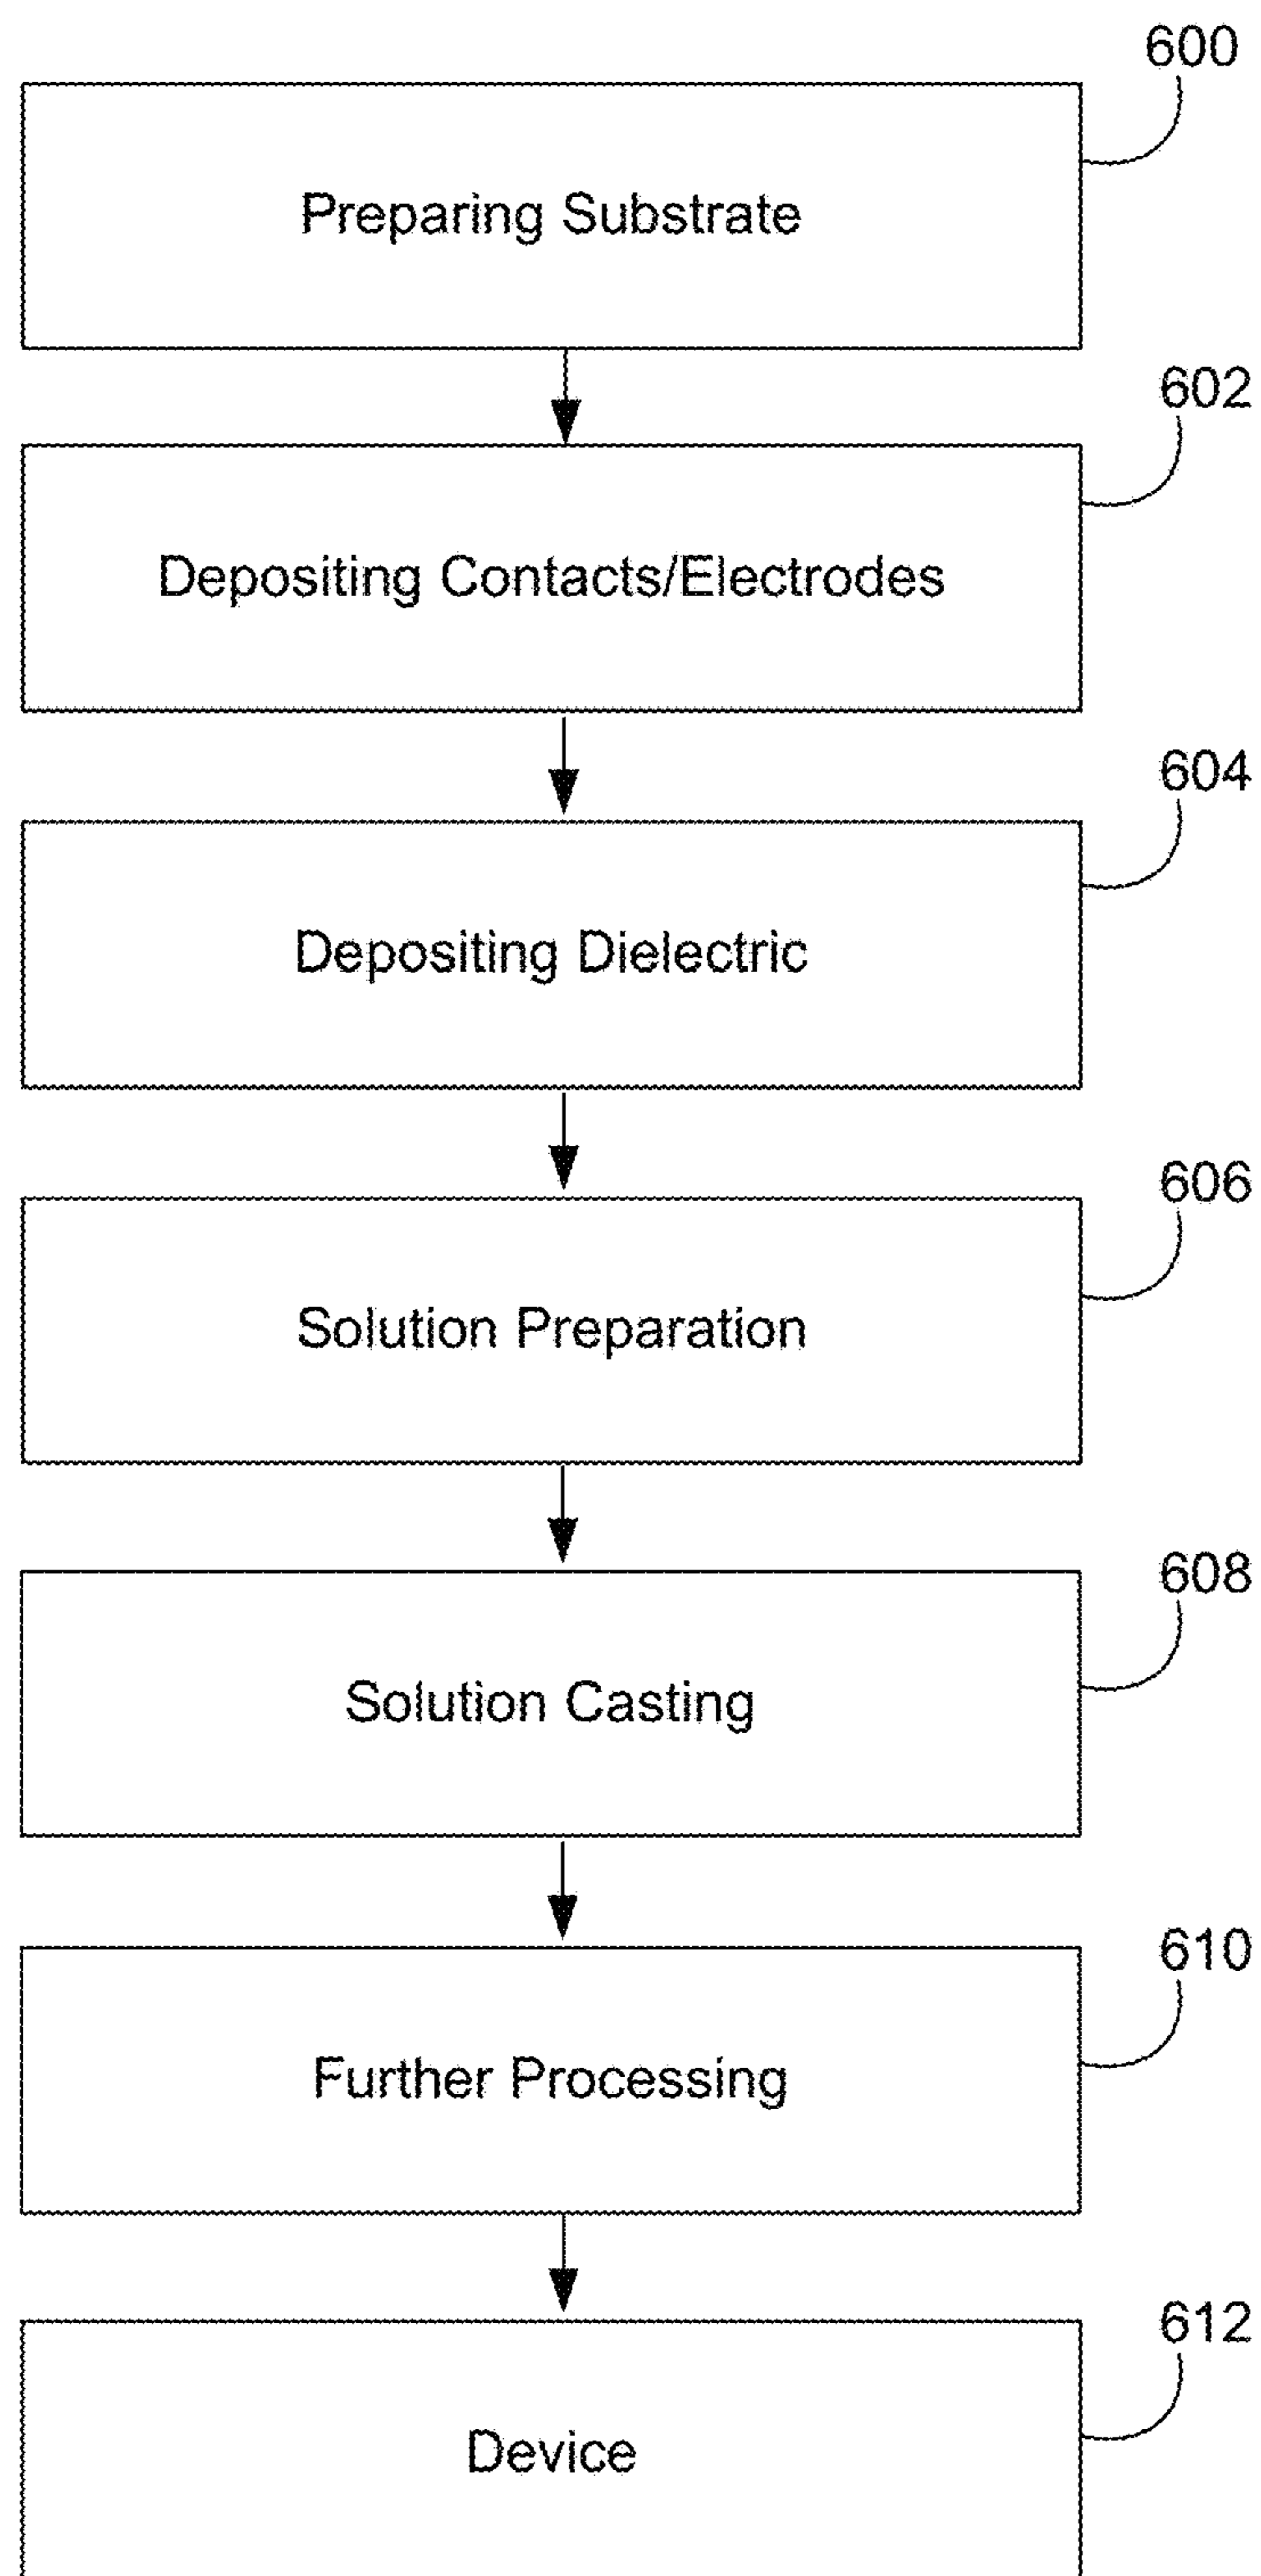 600
Preparing Substrate
602
Depositing Contacts/Electrodes
604
Depositing Dielectric
606
Solution Preparation
608
Solution Casting
610
Further Processing
612
Device